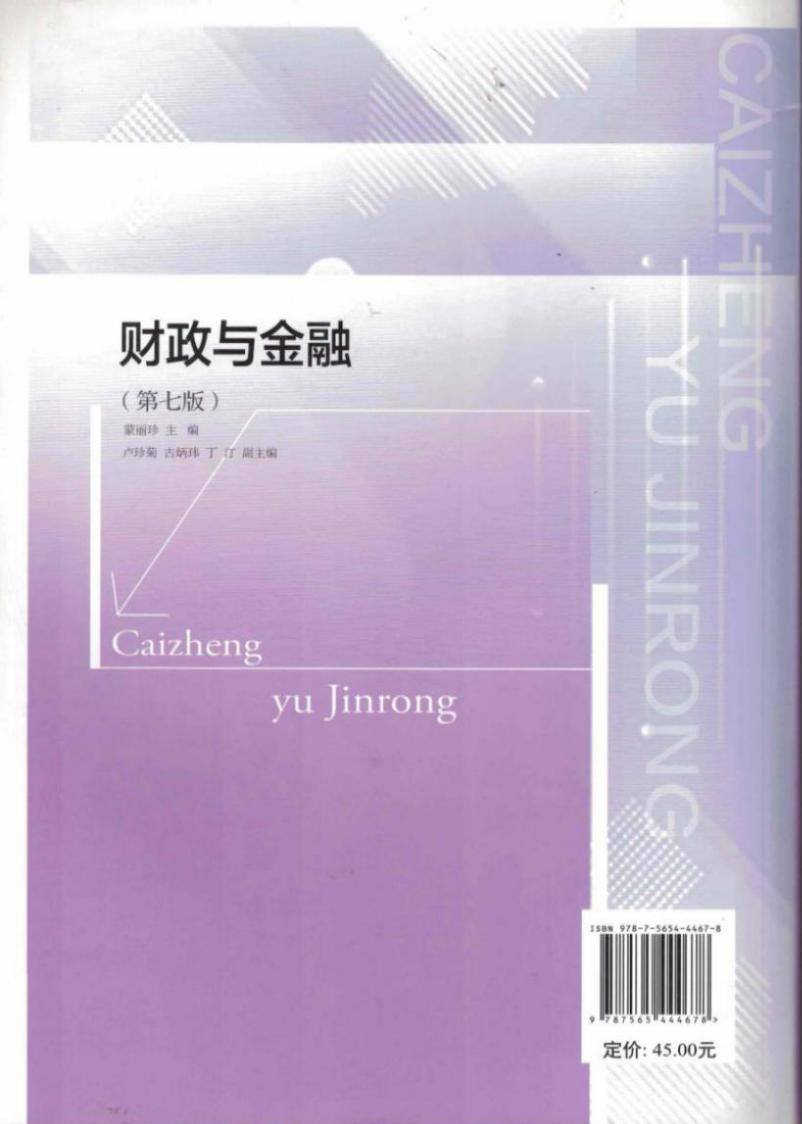 CAIZHENG
YU JINRONG
财政与金融
（第七版）
蒙丽珍 主 编
卢珍菊 古炳玮 丁 汀 副主编
Caizheng
yu Jinrong
ISBN 978-7-5654-4467-8
9 787565 444678 >
定价: 45.00元